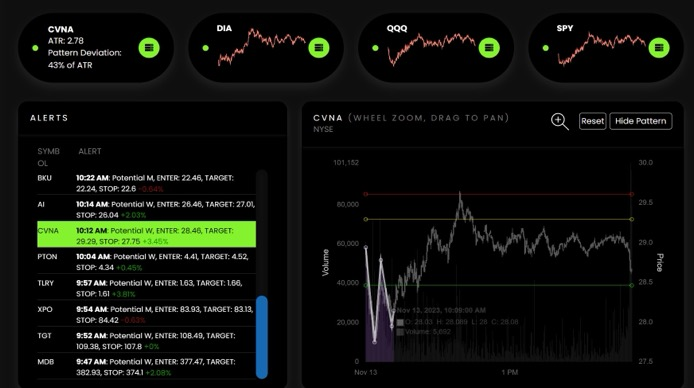 CVNA
ATR: 2.78
Pattern Deviation:
43% of ATR
DIA
QQQ
SPY
ALERTS
SYMB
OL
ALERT
BKU
10:22 AM: Potential M, ENTER: 22.46, TARGET:
22.24, STOP: 22.6 -0.64%
AI
10:14 AM: Potential W, ENTER: 26.46, TARGET: 27.01,
STOP: 26.04 +2.03%
CVNA
10:12 AM: Potential W, ENTER: 28.46, TARGET:
29.29, STOP: 27.75 +3.45%
PTON
10:04 AM: Potential W, ENTER: 4.41, TARGET: 4.52,
STOP: 4.34 +0.45%
TLRY
9:57 AM: Potential W, ENTER: 1.63, TARGET: 1.66,
STOP: 1.61 +3.81%
XPO
9:54 AM: Potential M, ENTER: 83.93, TARGET: 83.13,
STOP: 84.42 -0.63%
TGT
9:52 AM: Potential W, ENTER: 108.49, TARGET:
109.38, STOP: 107.8 +0%
MDB
9:47 AM: Potential W, ENTER: 377.47, TARGET:
382.93, STOP: 374.1 +2.08%
CVNA (WHEEL ZOOM, DRAG TO PAN)
NYSE
Reset
Hide Pattern
101,152
80,000
60,000
40,000
20,000
0
Volume
30.0
29.5
29.0
28.5
28.0
27.5
Price
Nov 13, 2023, 10:09:00 AM
O: 28.03 H: 28.089 L: 28 C: 28.08
Volume: 5,692
Nov 13
1 PM